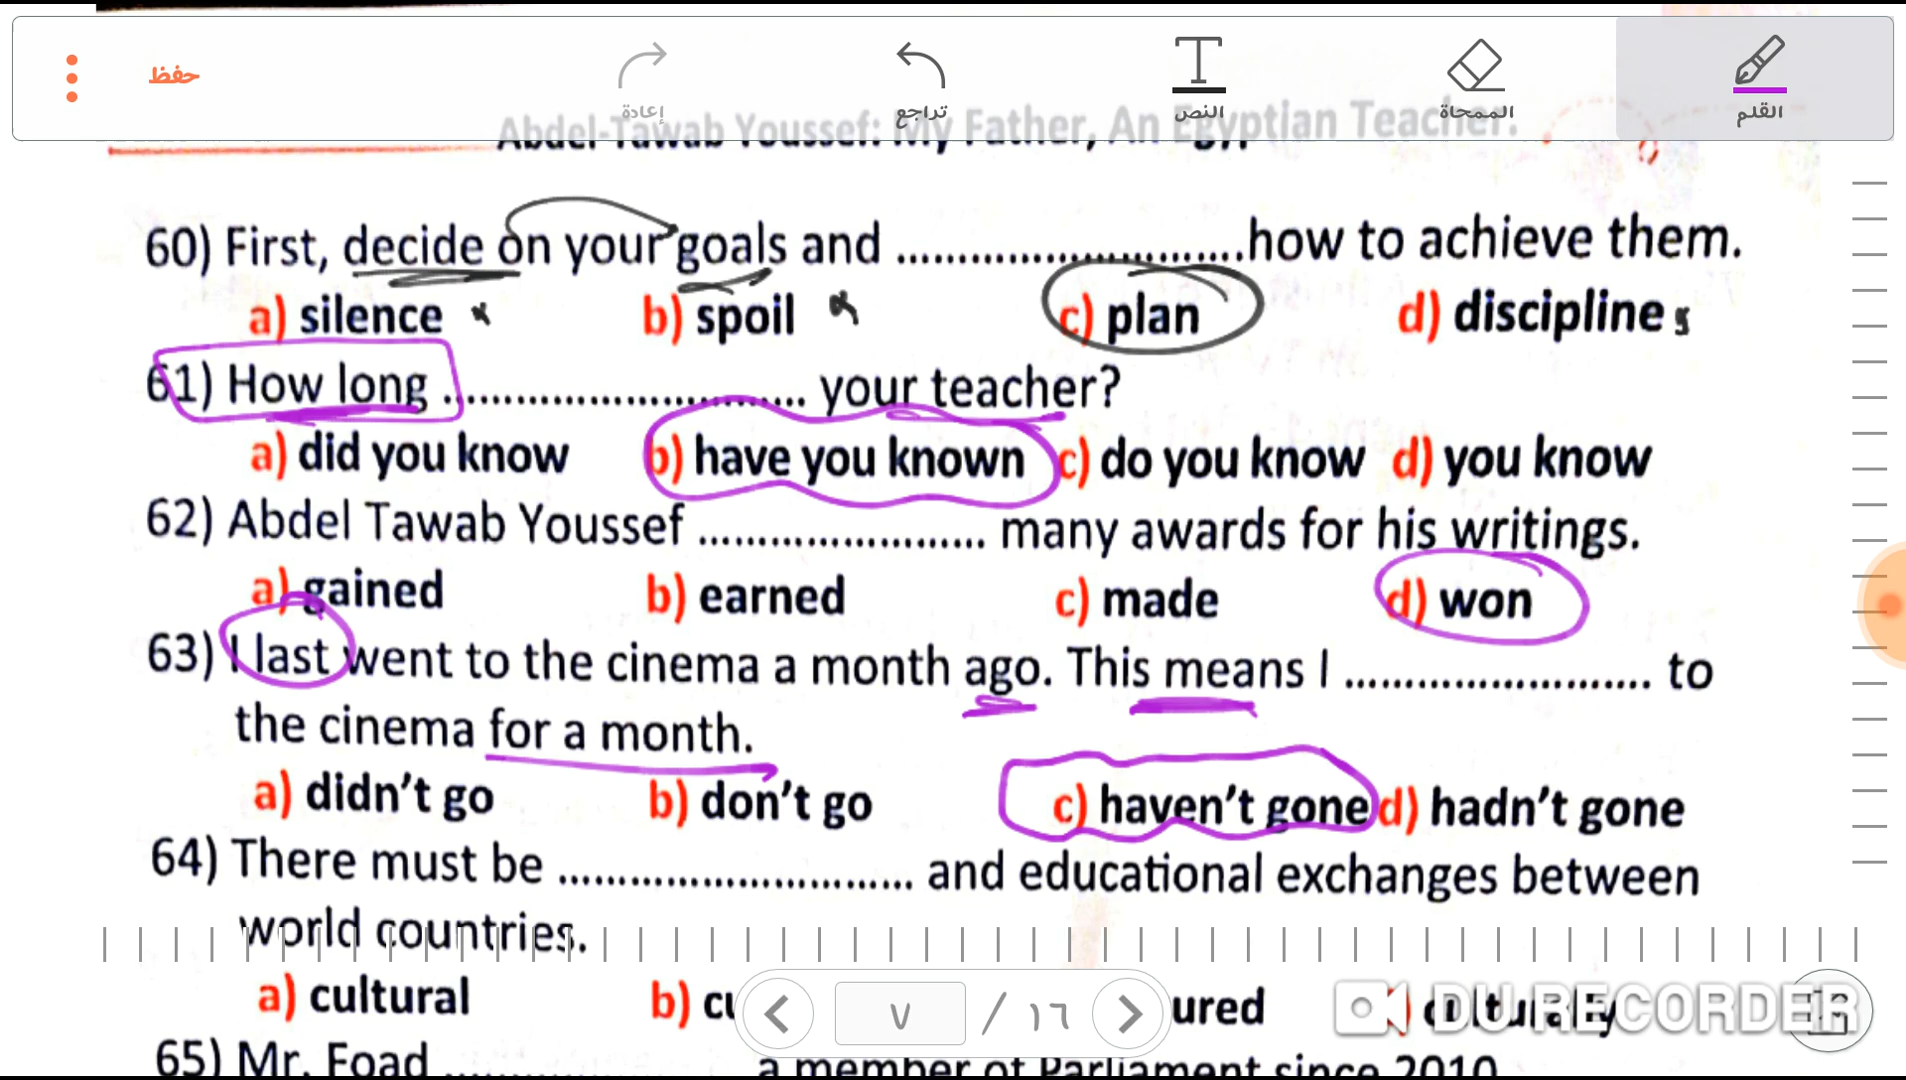 حفظ
إعادة
تراجع
النص
الممحاة
القلم
Abdel-Tawab Youssef: My Father, An Egyptian Teacher.
60) First, decide on your goals and ..............................how to achieve them.
a) silence b) spoil c) plan d) discipline
61) How long .............................. your teacher?
a) did you know b) have you known c) do you know d) you know
62) Abdel Tawab Youssef ........................ many awards for his writings.
a) gained b) earned c) made d) won
63) I last went to the cinema a month ago. This means I .......................... to
the cinema for a month.
a) didn't go b) don't go c) haven't gone d) hadn't gone
64) There must be .............................. and educational exchanges between
world countries.
a) cultural b) ured culturally
٧ / ١٦
DU RECORDER
65) Mr. Foad .............. a member of Parliament since 2010